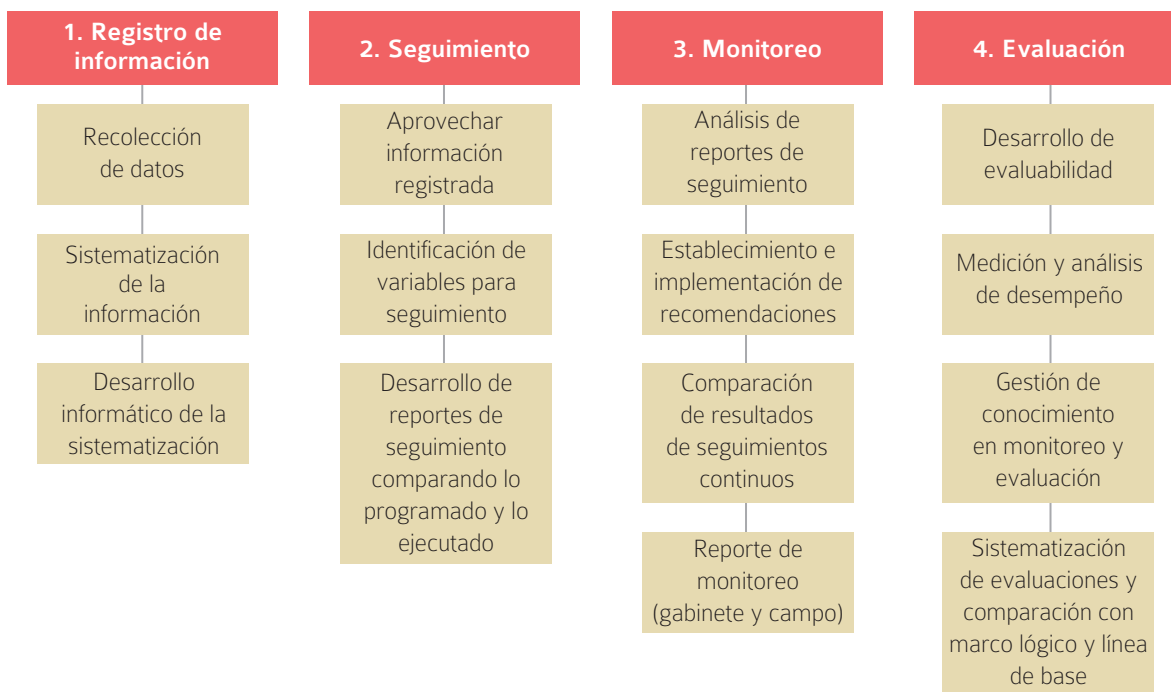 1. Registro de
información
Recolección
de datos
Sistematización
de la
información
Desarrollo
informático de la
sistematización
2. Seguimiento
Aprovechar
información
registrada
Identificación de
variables para
seguimiento
Desarrollo de
reportes de
seguimiento
comparando lo
programado y lo
ejecutado
3. Monitoreo
Análisis de
reportes de
seguimiento
Establecimiento e
implementación de
recomendaciones
Comparación
de resultados
de seguimientos
continuos
Reporte de
monitoreo
(gabinete y campo)
4. Evaluación
Desarrollo de
evaluabilidad
Medición y análisis
de desempeño
Gestión de
conocimiento
en monitoreo y
evaluación
Sistematización
de evaluaciones y
comparación con
marco lógico y línea
de base